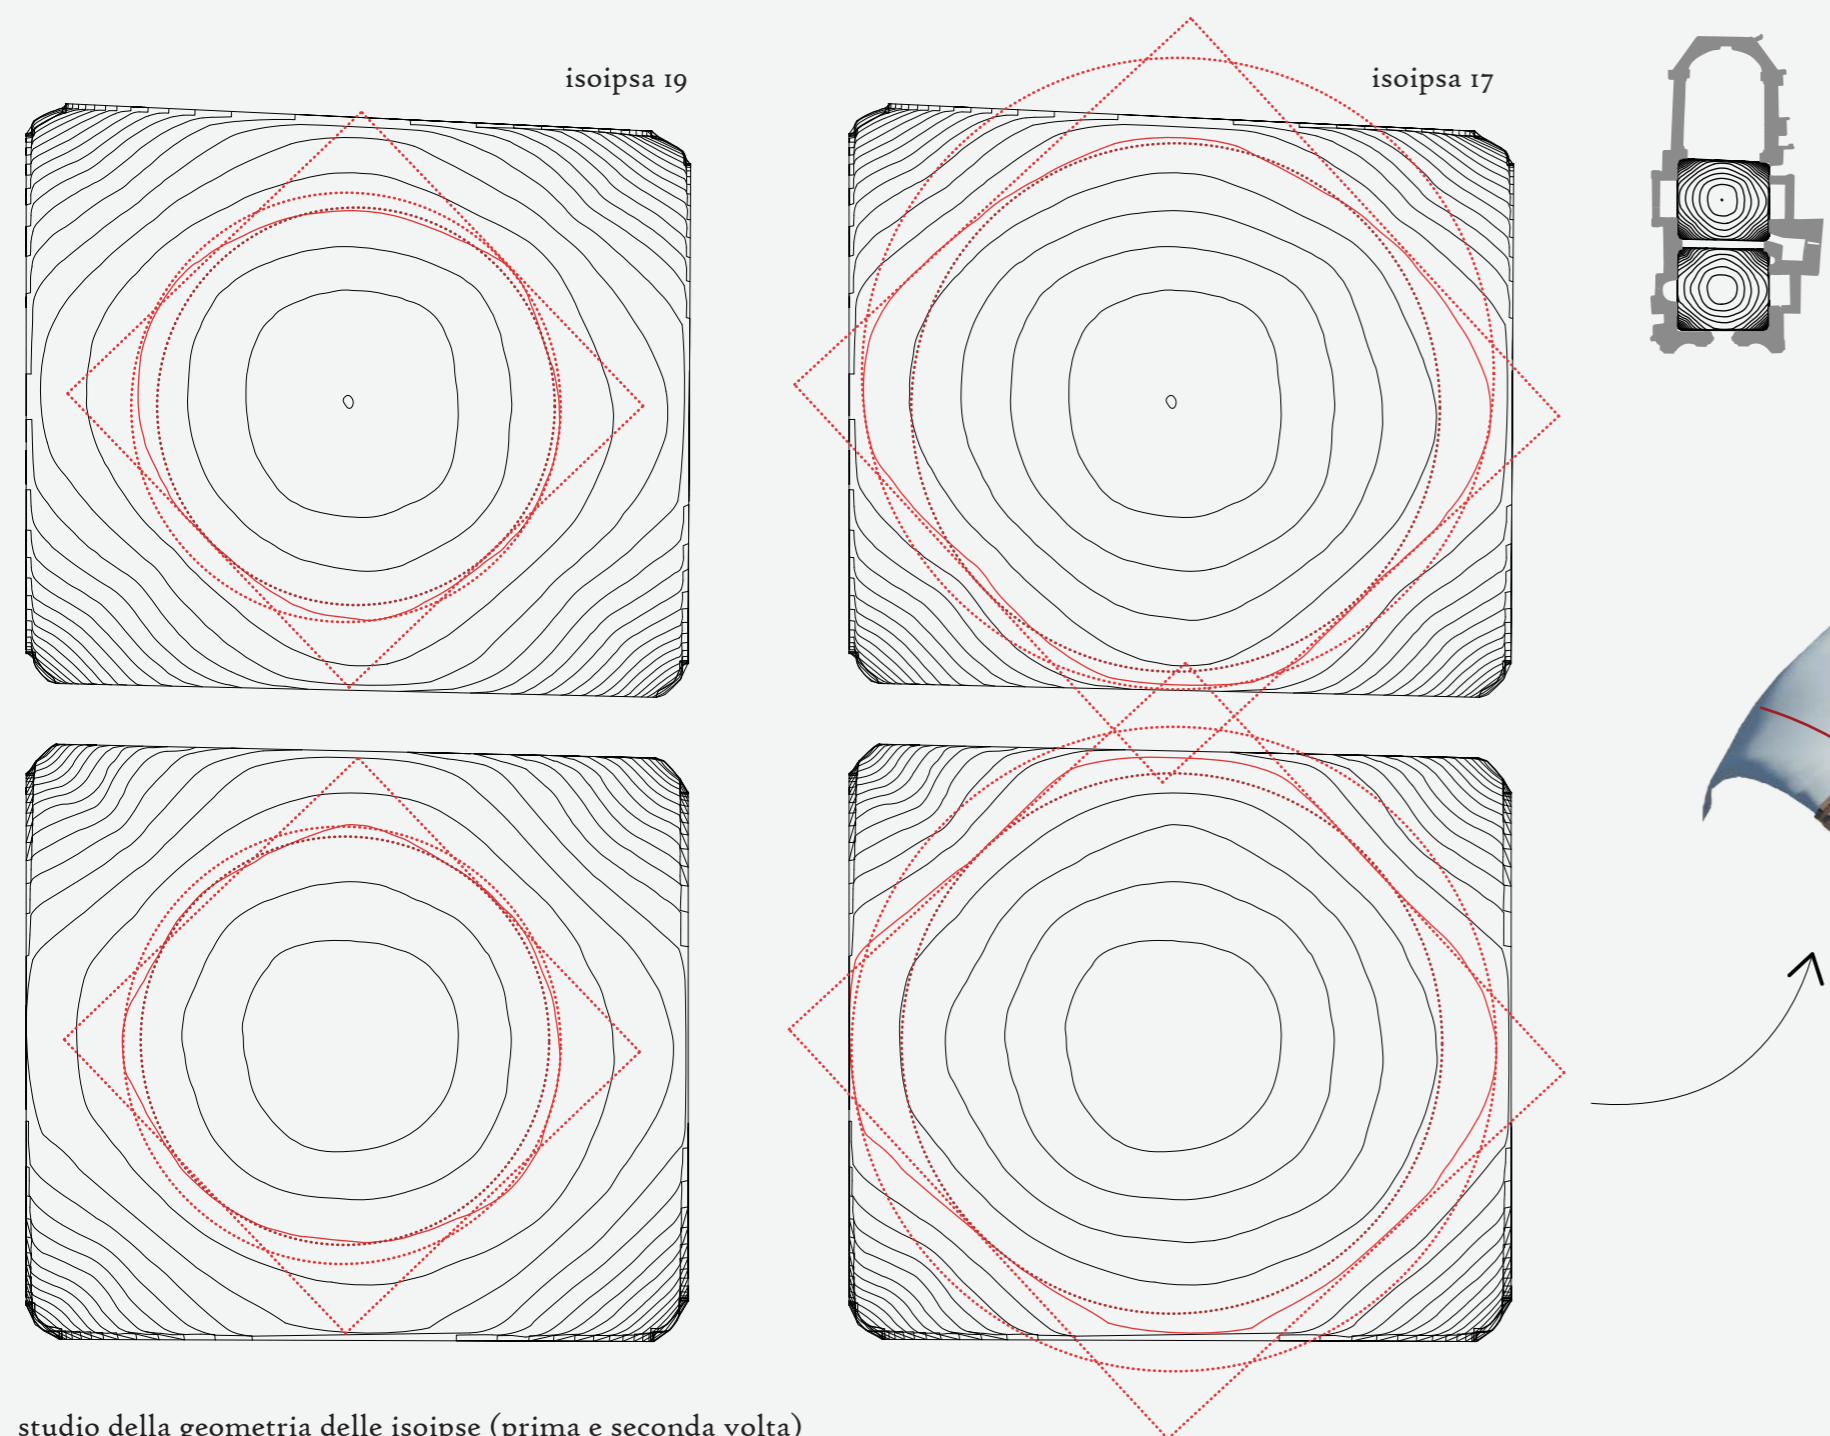 isoipsa 19
isoipsa 17
studio della geometria delle isoipse (prima e seconda volta)